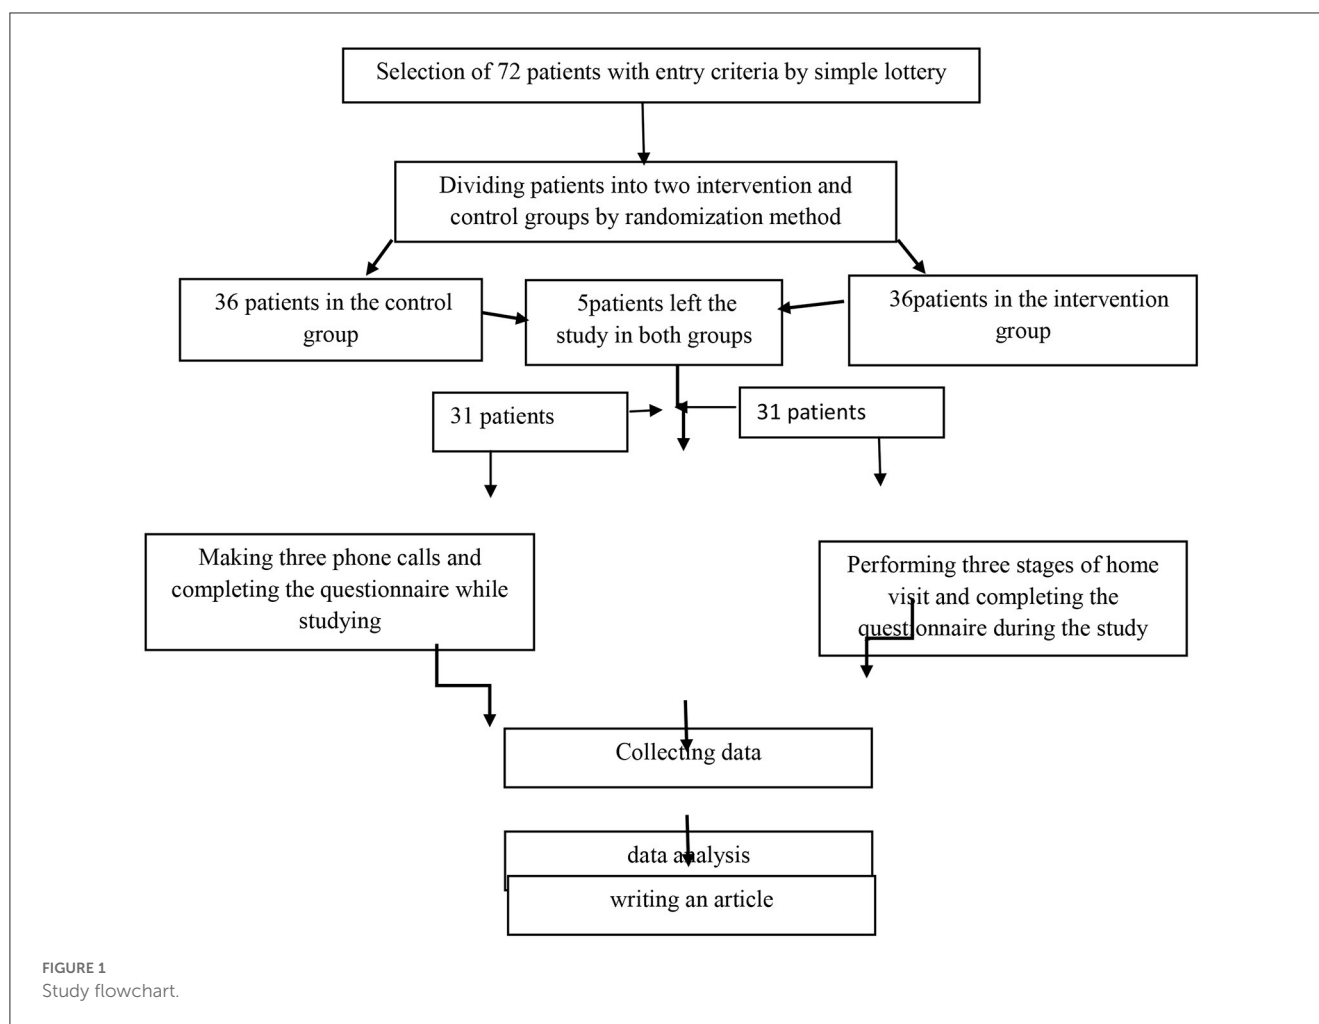 Selection of 72 patients with entry criteria by simple lottery
Dividing patients into two intervention and
control groups by randomization method
36 patients in the control
group
5patients left the
study in both groups
36patients in the intervention
group
31 patients
31 patients
Making three phone calls and
completing the questionnaire while
studying
Performing three stages of home
visit and completing the
questionnaire during the study
Collecting data
data analysis
writing an article
FIGURE 1
Study flowchart.